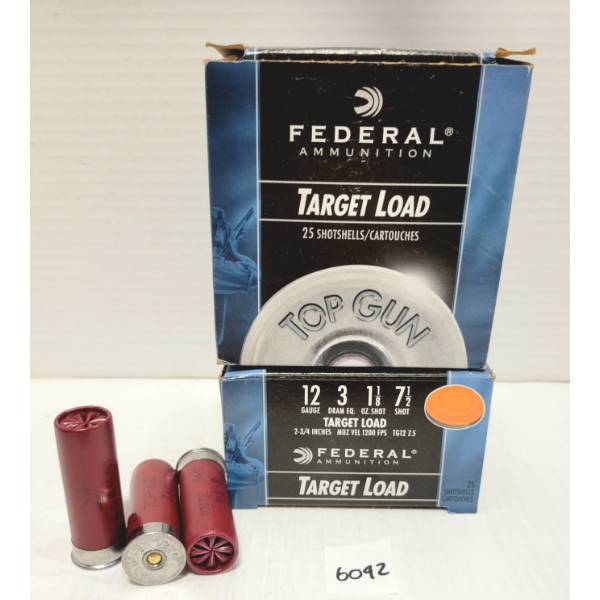 FEDERAL®
AMMUNITION
TARGET LOAD
25 SHOTSHELLS/CARTOUCHES
TOP GUN
12 3 1 1/8 7 1/2
GAUGE DRAM EQ. OZ. SHOT SHOT
TARGET LOAD
2-3/4 INCHES MUZ VEL 1200 FPS TG12 7.5
FEDERAL®
AMMUNITION
TARGET LOAD
25
SHOTSHELLS
CARTOUCHES
TOP GUN
6092